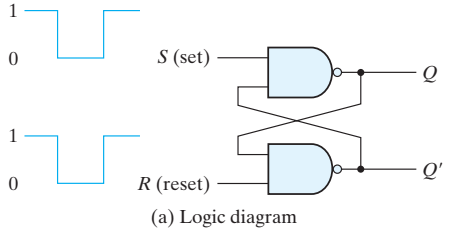 1
0
S (set)
Q
1
0
R (reset)
Q′
(a) Logic diagram